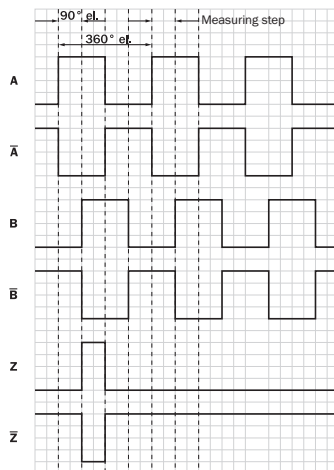 90° el.
Measuring step
360° el.
A
A̅
B
B̅
Z
Z̅